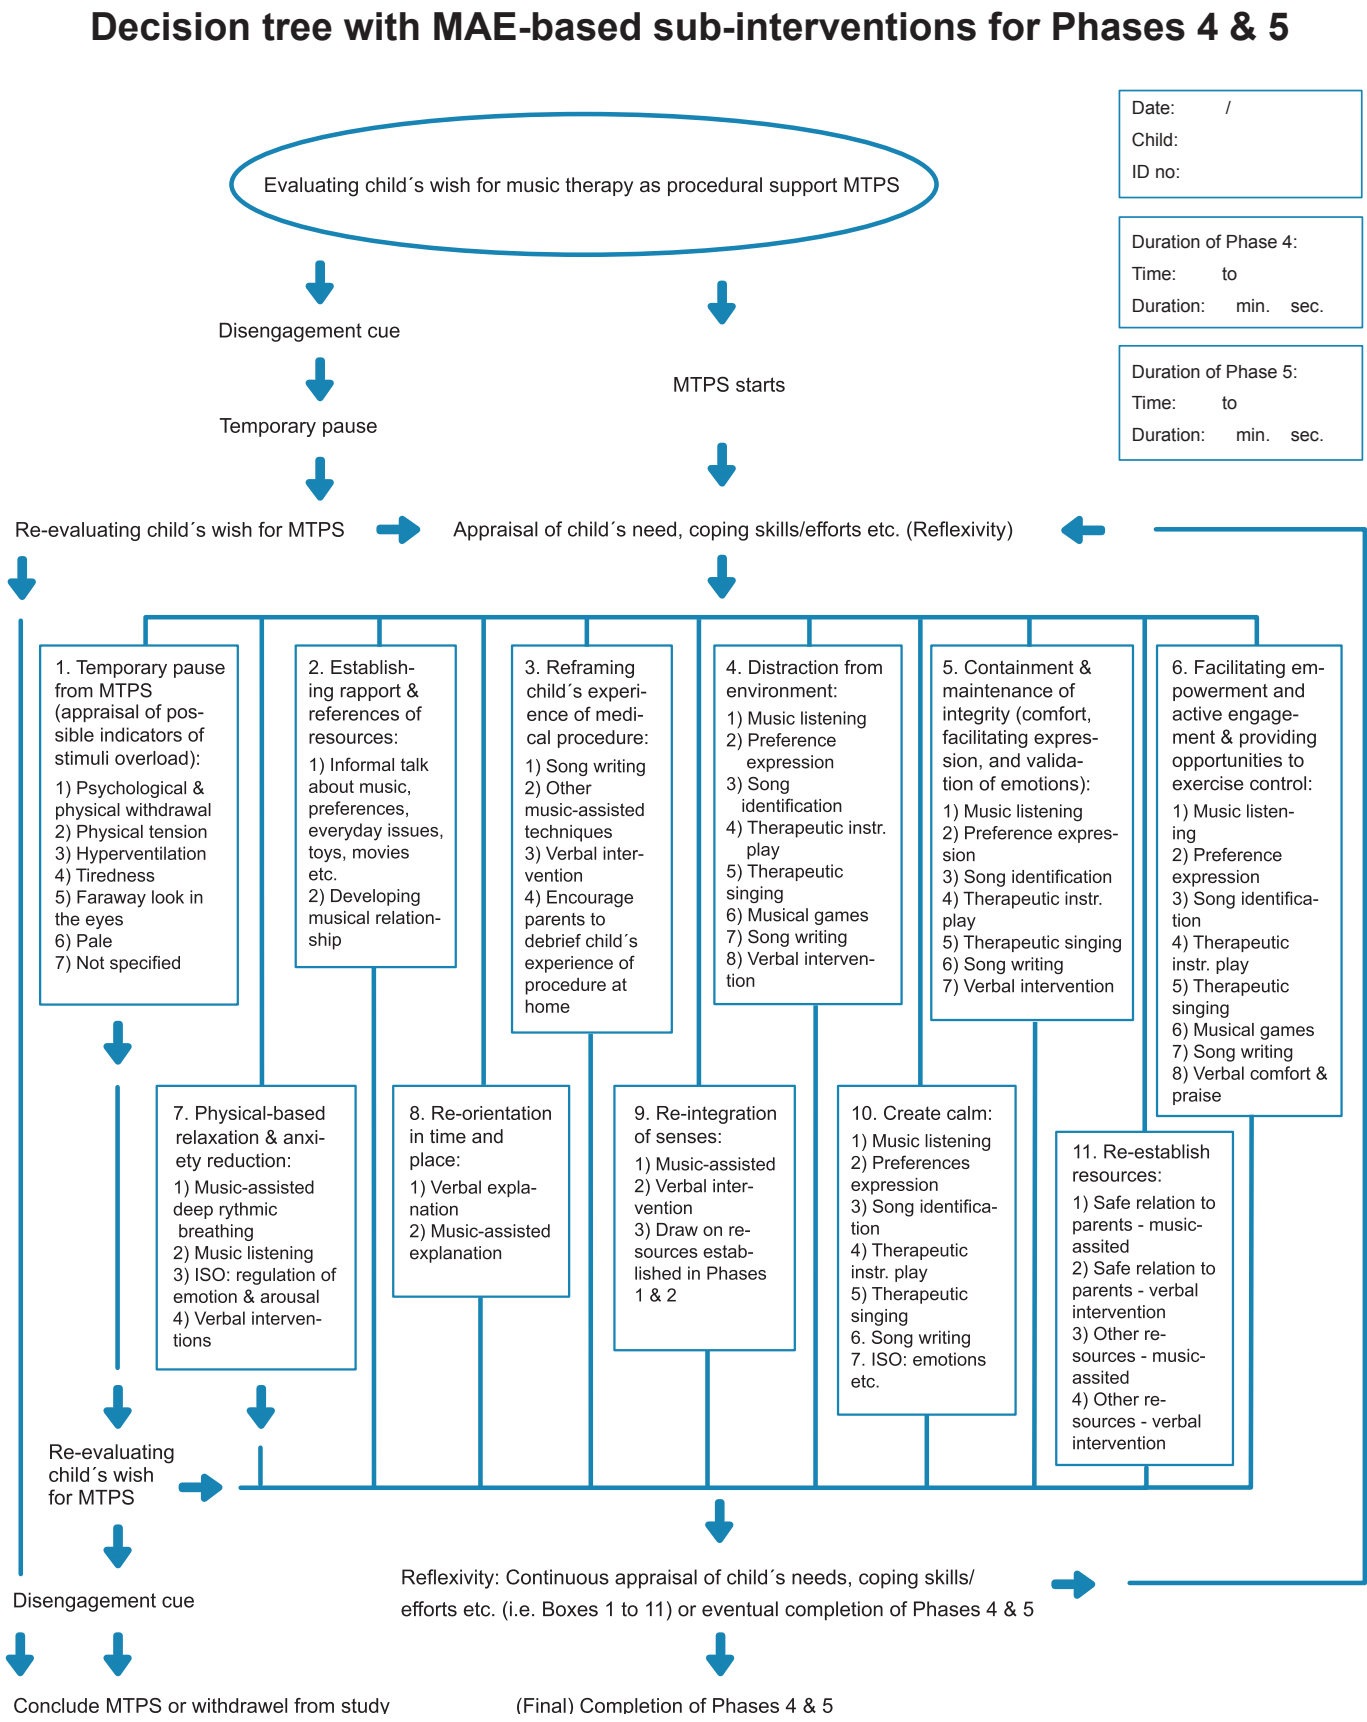 Decision tree with MAE-based sub-interventions for Phases 4 & 5
Date: /
Child:
ID no:
Evaluating child´s wish for music therapy as procedural support MTPS
Duration of Phase 4:
Time: to
Duration: min. sec.
Disengagement cue
MTPS starts
Duration of Phase 5:
Time: to
Duration: min. sec.
Temporary pause
Re-evaluating child´s wish for MTPS
Appraisal of child´s need, coping skills/efforts etc. (Reflexivity)
1. Temporary pause
from MTPS
(appraisal of pos-
sible indicators of
stimuli overload):
1) Psychological &
physical withdrawal
2) Physical tension
3) Hyperventilation
4) Tiredness
5) Faraway look in
the eyes
6) Pale
7) Not specified
2. Establish-
ing rapport &
references of
resources:
1) Informal talk
about music,
preferences,
everyday issues,
toys, movies
etc.
2) Developing
musical relation-
ship
3. Reframing
child´s experi-
ence of medi-
cal procedure:
1) Song writing
2) Other
music-assisted
techniques
3) Verbal inter-
vention
4) Encourage
parents to
debrief child´s
experience of
procedure at
home
4. Distraction from
environment:
1) Music listening
2) Preference
expression
3) Song
identification
4) Therapeutic instr.
play
5) Therapeutic
singing
6) Musical games
7) Song writing
8) Verbal interven-
tion
5. Containment &
maintenance of
integrity (comfort,
facilitating expres-
sion, and valida-
tion of emotions):
1) Music listening
2) Preference expres-
sion
3) Song identification
4) Therapeutic instr.
play
5) Therapeutic singing
6) Song writing
7) Verbal intervention
6. Facilitating em-
powerment and
active engage-
ment & providing
opportunities to
exercise control:
1) Music listen-
ing
2) Preference
expression
3) Song identifica-
tion
4) Therapeutic
instr. play
5) Therapeutic
singing
6) Musical games
7) Song writing
8) Verbal comfort &
praise
7. Physical-based
relaxation & anxi-
ety reduction:
1) Music-assisted
deep rythmic
breathing
2) Music listening
3) ISO: regulation of
emotion & arousal
4) Verbal interven-
tions
8. Re-orientation
in time and
place:
1) Verbal expla-
nation
2) Music-assisted
explanation
9. Re-integration
of senses:
1) Music-assisted
2) Verbal inter-
vention
3) Draw on re-
sources estab-
lished in Phases
1 & 2
10. Create calm:
1) Music listening
2) Preferences
expression
3) Song identifica-
tion
4) Therapeutic
instr. play
5) Therapeutic
singing
6. Song writing
7. ISO: emotions
etc.
11. Re-establish
resources:
1) Safe relation to
parents - music-
assited
2) Safe relation to
parents - verbal
intervention
3) Other re-
sources - music-
assited
4) Other re-
sources - verbal
intervention
Re-evaluating
child´s wish
for MTPS
Disengagement cue
Reflexivity: Continuous appraisal of child´s needs, coping skills/
efforts etc. (i.e. Boxes 1 to 11) or eventual completion of Phases 4 & 5
Conclude MTPS or withdrawel from study
(Final) Completion of Phases 4 & 5